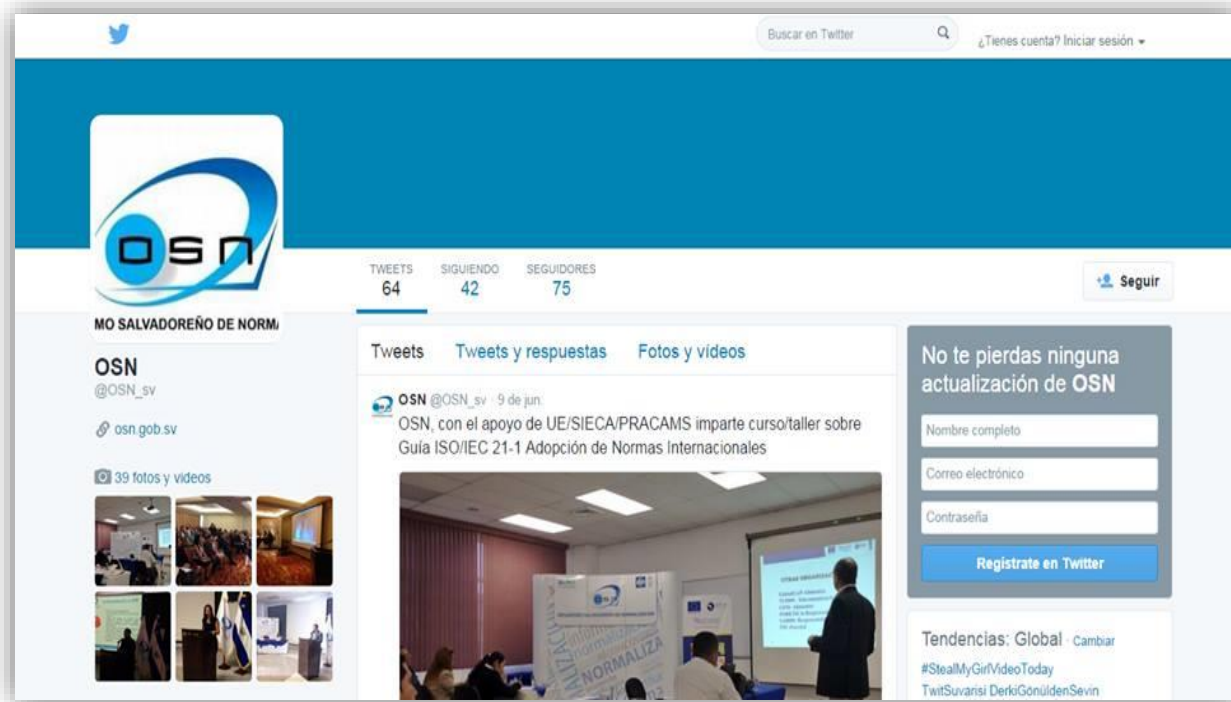 Buscar en Twitter
¿Tienes cuenta? Iniciar sesión
osn
MO SALVADOREÑO DE NORMA
TWEETS SIGUIENDO SEGUIDORES
64 42 75
Seguir
OSN
@OSN_sv
osn.gob.sv
39 fotos y videos
Tweets Tweets y respuestas Fotos y vídeos
OSN @OSN_sv · 9 de jun.
OSN, con el apoyo de UE/SIECA/PRACAMS imparte curso/taller sobre
Guía ISO/IEC 21-1 Adopción de Normas Internacionales
osn
NORMALIZA
No te pierdas ninguna
actualización de OSN
Nombre completo
Correo electrónico
Contraseña
Regístrate en Twitter
Tendencias: Global · Cambiar
#StealMyGirlVideoToday
TwitSuvarisi DerkiGönüldenSevin